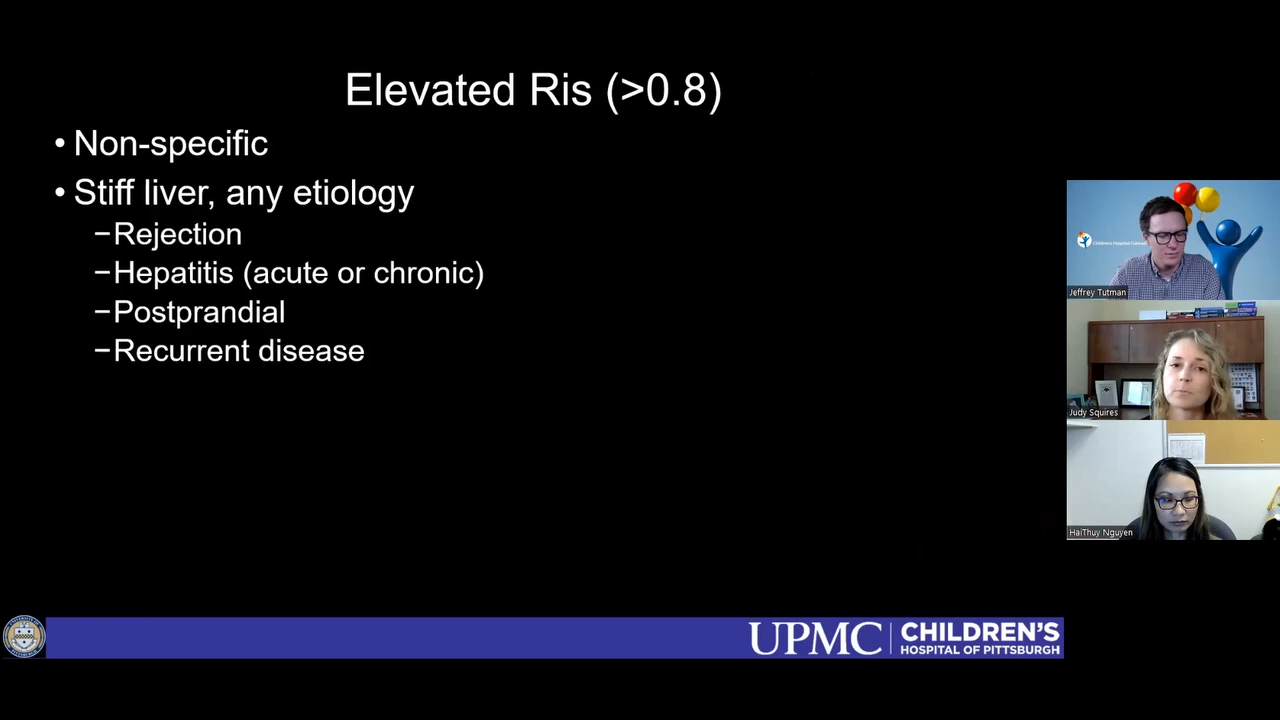 Elevated Ris (>0.8)
• Non-specific
• Stiff liver, any etiology
−Rejection
−Hepatitis (acute or chronic)
−Postprandial
−Recurrent disease
Jeffrey Tutman
Judy Squires
HaiThuy Nguyen
UPMC
CHILDREN'S
HOSPITAL OF PITTSBURGH